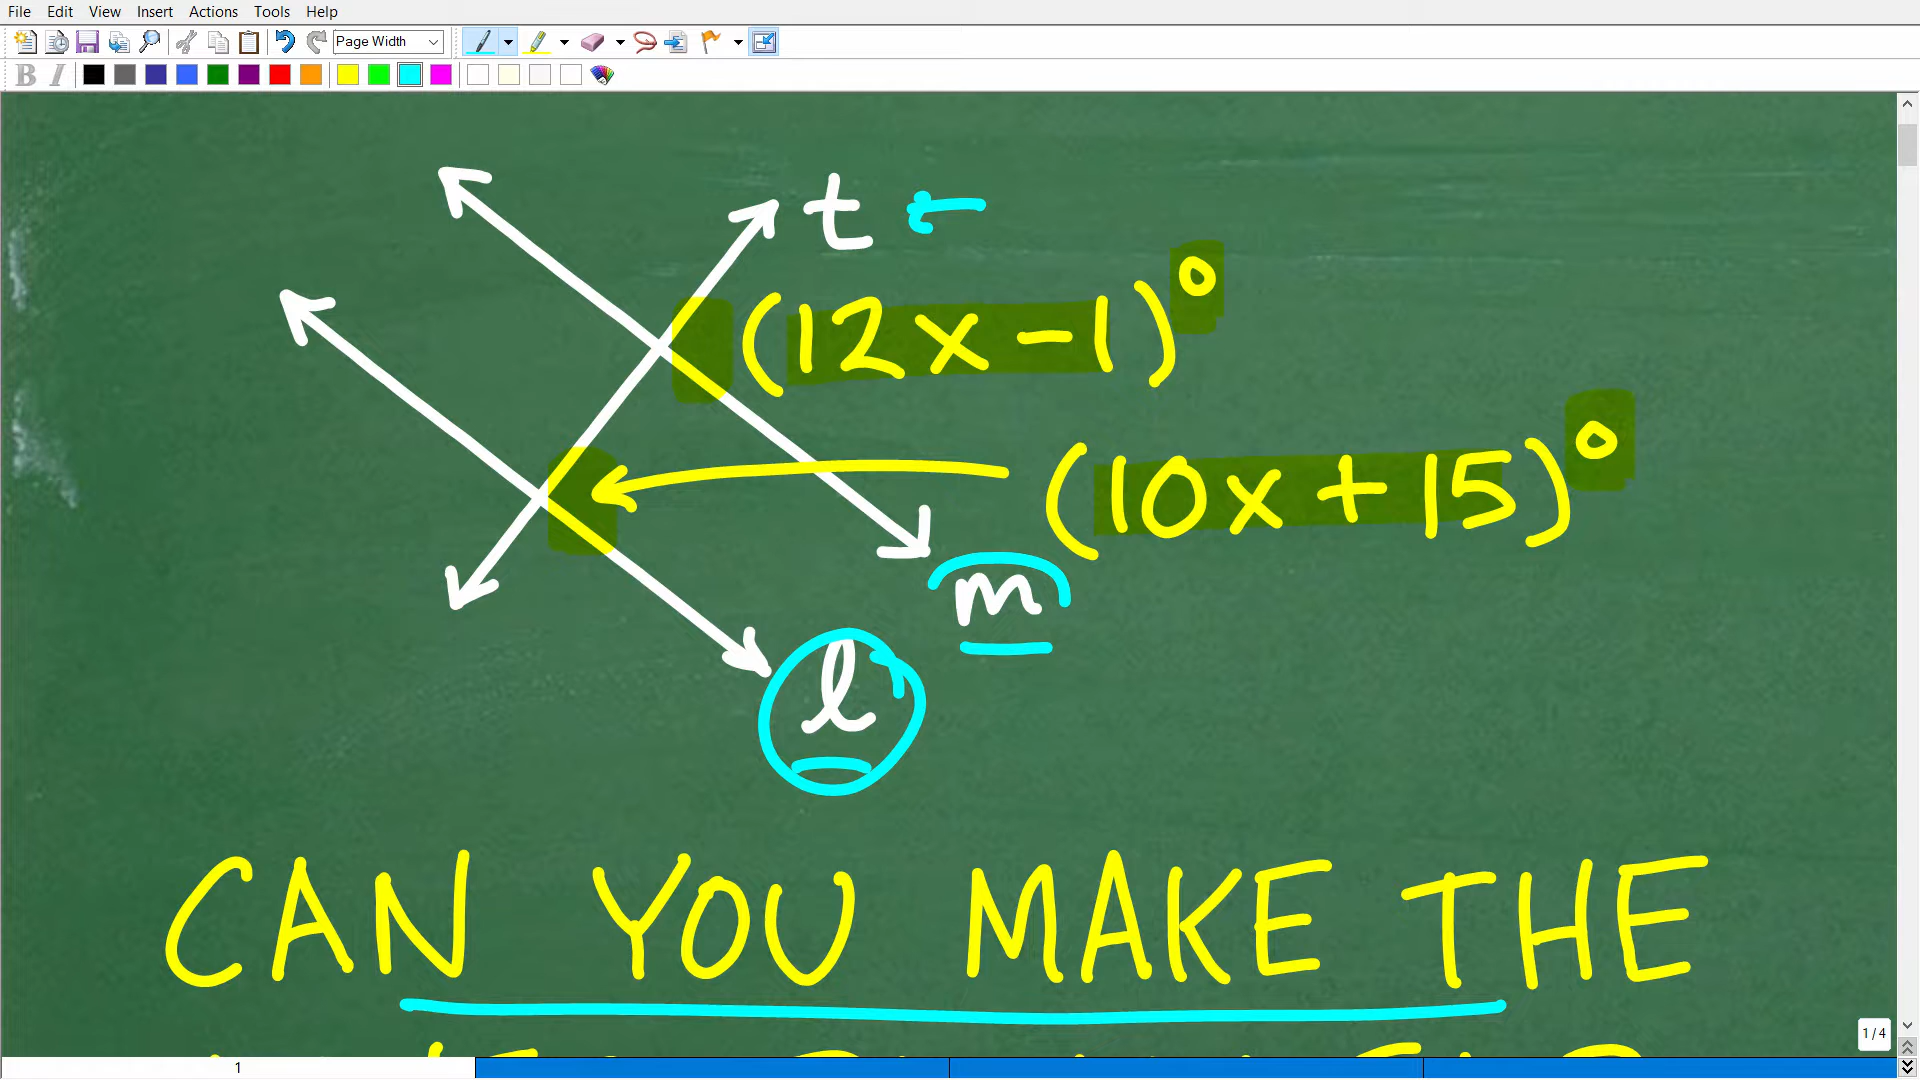 File Edit View Insert Actions Tools Help
Page Width
B I
t
(12x-1)°
(10x+15)°
m
l
CAN YOU MAKE THE
1/4
1